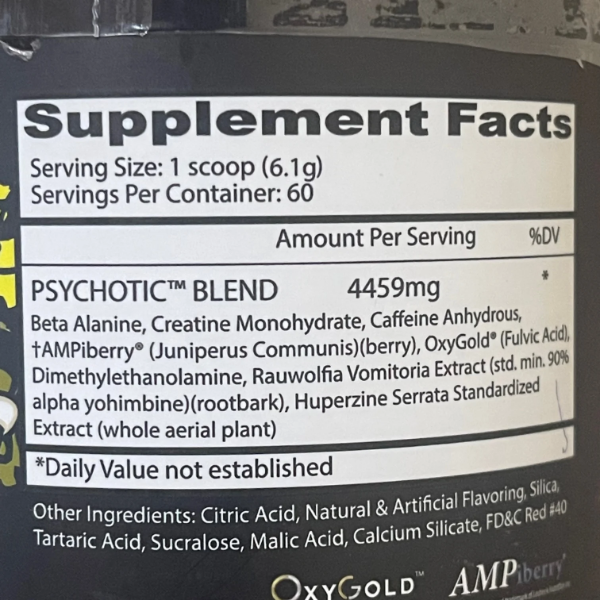 Supplement Facts
Serving Size: 1 scoop (6.1g)
Servings Per Container: 60
Amount Per Serving %DV
PSYCHOTIC™ BLEND 4459mg *
Beta Alanine, Creatine Monohydrate, Caffeine Anhydrous,
†AMPiberry® (Juniperus Communis)(berry), OxyGold® (Fulvic Acid),
Dimethylethanolamine, Rauwolfia Vomitoria Extract (std. min. 90%
alpha yohimbine)(rootbark), Huperzine Serrata Standardized
Extract (whole aerial plant)
*Daily Value not established
Other Ingredients: Citric Acid, Natural & Artificial Flavoring, Silica,
Tartaric Acid, Sucralose, Malic Acid, Calcium Silicate, FD&C Red #40
OXYGOLD™ AMPiberry